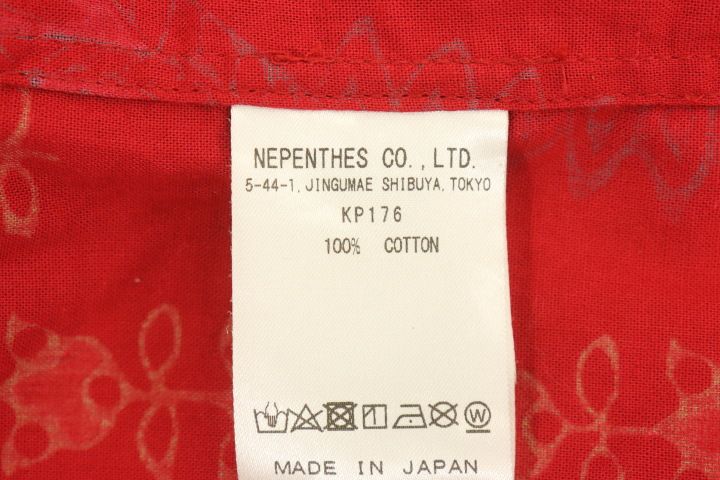 NEPENTHES CO., LTD.
5-44-1, JINGUMAE SHIBUYA, TOKYO
KP176
100% COTTON
W
MADE IN JAPAN